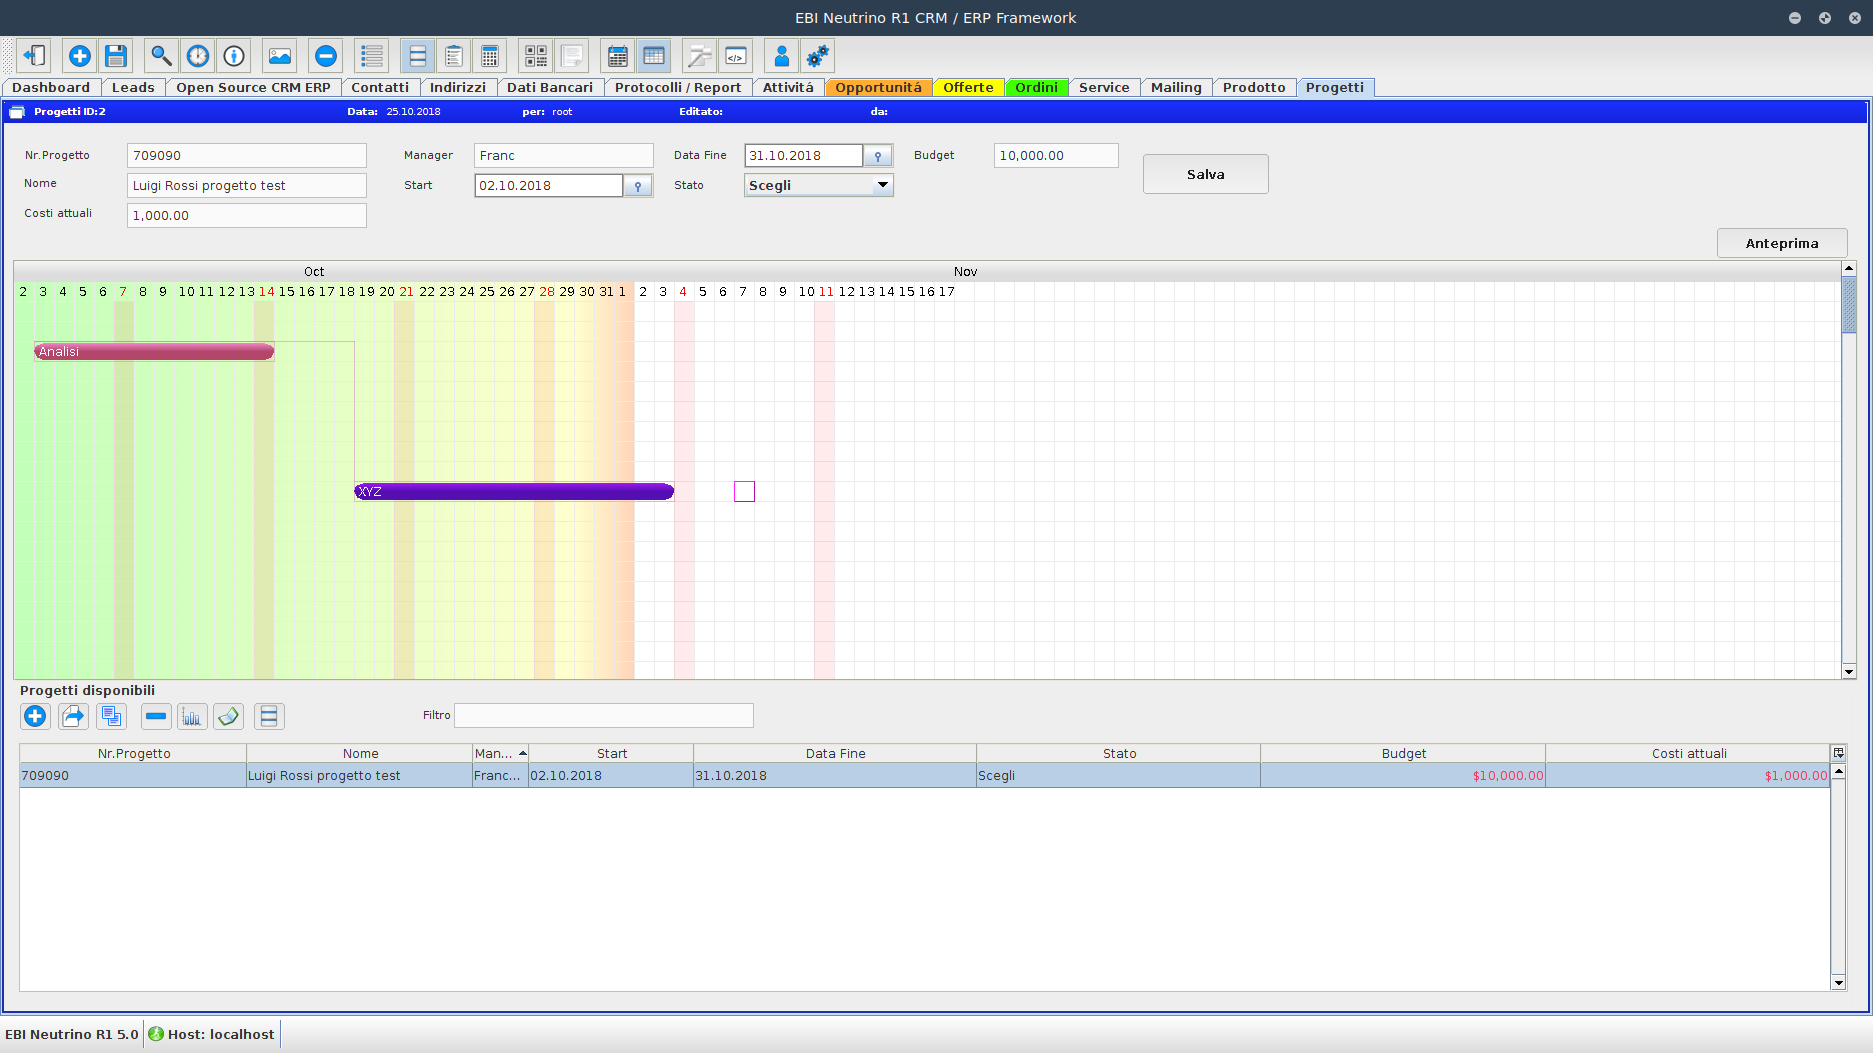 EBI Neutrino R1 CRM / ERP Framework
Dashboard Leads Open Source CRM ERP Contatti Indirizzi Dati Bancari Protocolli / Report Attivitá Opportunitá Offerte Ordini Service Mailing Prodotto Progetti
Progetti ID:2 Data: 25.10.2018 per: root Editato: da:
Nr.Progetto 709090 Manager Franc Data Fine 31.10.2018 Budget 10,000.00
Nome Luigi Rossi progetto test Start 02.10.2018 Stato Scegli Salva
Costi attuali 1,000.00
Anteprima
Oct Nov
2 3 4 5 6 7 8 9 10 11 12 13 14 15 16 17 18 19 20 21 22 23 24 25 26 27 28 29 30 31 1 2 3 4 5 6 7 8 9 10 11 12 13 14 15 16 17
Analisi
XYZ
Progetti disponibili
Filtro
Nr.Progetto Nome Man... Start Data Fine Stato Budget Costi attuali
709090 Luigi Rossi progetto test Franc... 02.10.2018 31.10.2018 Scegli $10,000.00 $1,000.00
EBI Neutrino R1 5.0 Host: localhost